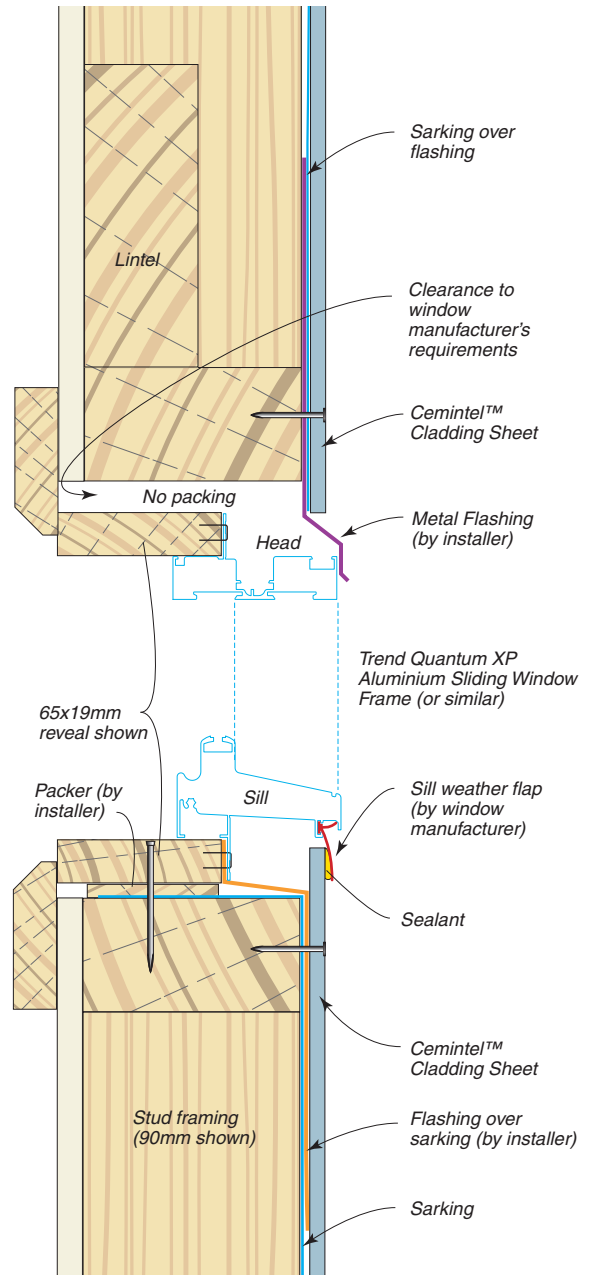 Sarking over
flashing
Lintel
Clearance to
window
manufacturer's
requirements
Cemintel™
Cladding Sheet
No packing
Metal Flashing
(by installer)
Head
Trend Quantum XP
Aluminium Sliding Window
Frame (or similar)
65x19mm
reveal shown
Packer (by
installer)
Sill
Sill weather flap
(by window
manufacturer)
Sealant
Cemintel™
Cladding Sheet
Stud framing
(90mm shown)
Flashing over
sarking (by installer)
Sarking